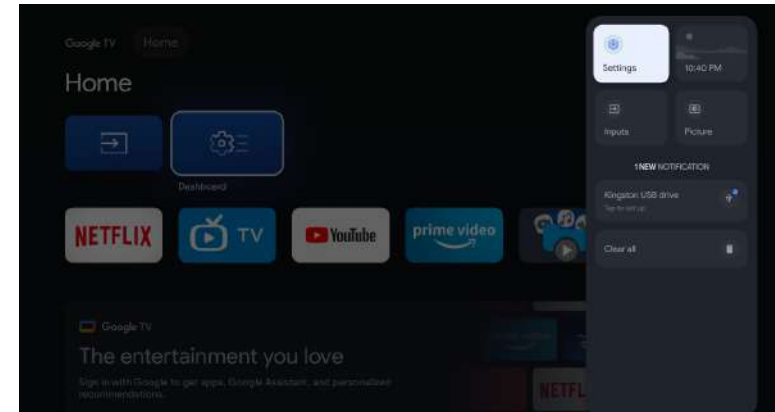 Google TV
Home
Home
Dashboard
NETFLIX
TV
YouTube
prime video
Google TV
The entertainment you love
Sign in with Google to get apps, Google Assistant, and personalized
recommendations.
NETFL
Settings
10:40 PM
Inputs
Picture
1 NEW NOTIFICATION
Kingston USB drive
Tap to set up
Clear all